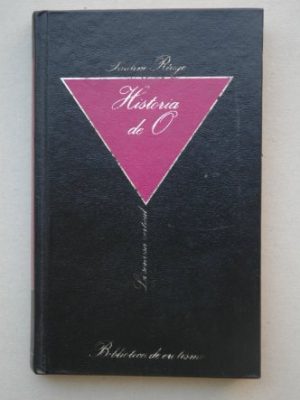 Pauline Réage
Historia
de O
La sonrisa vertical
Biblioteca de erotismo